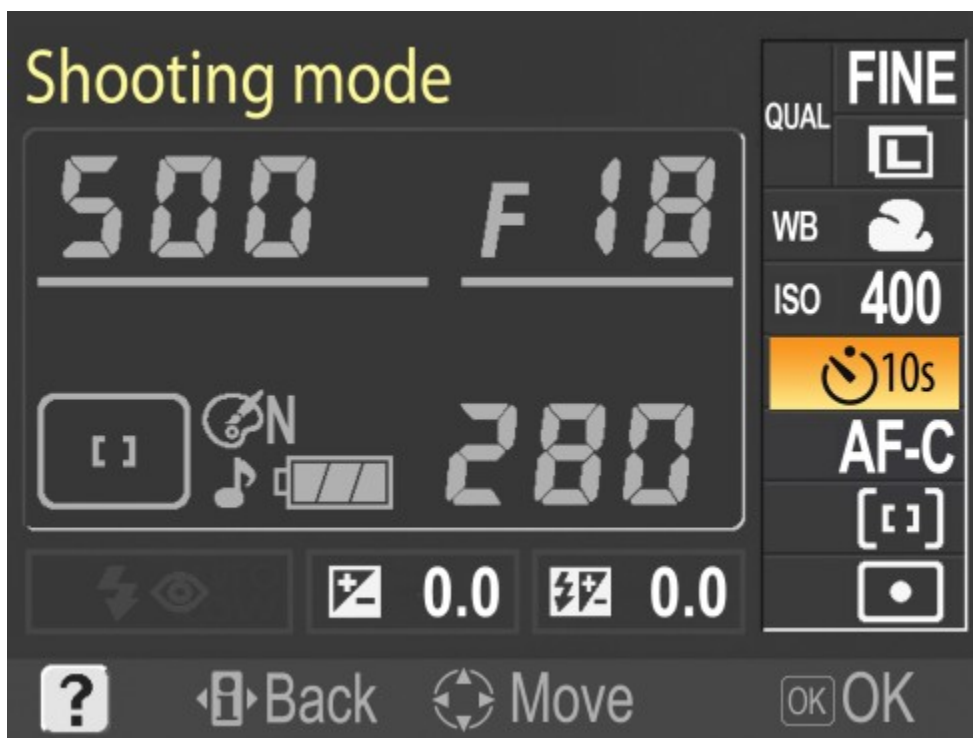 Shooting mode
500 F 18
N
280
0.0 0.0
QUAL FINE
L
WB
ISO 400
10s
AF-C
? Back Move OK OK